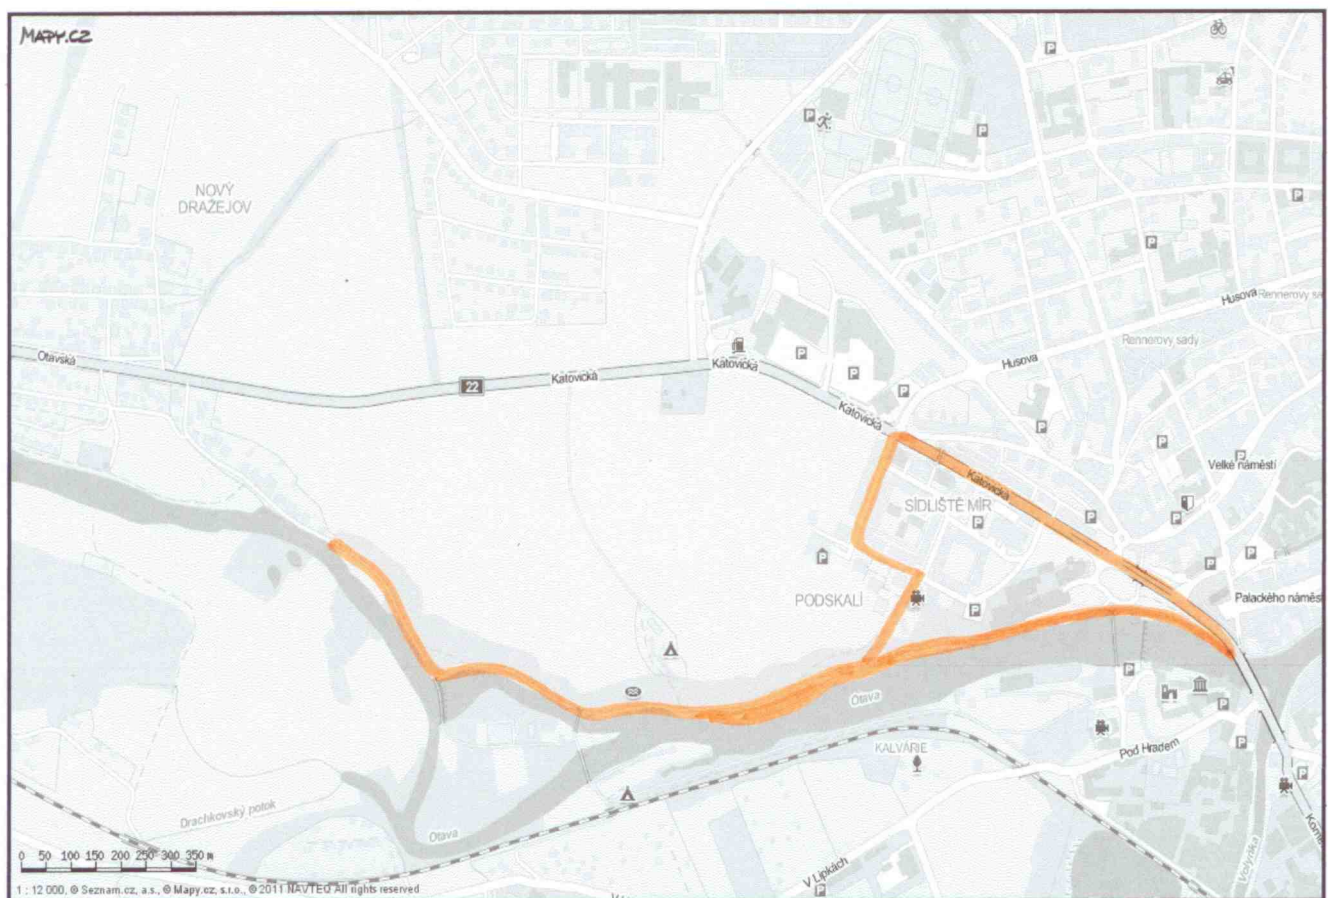 MAPY.CZ
NOVÝ
DRAŽEJOV
Husova
Rennerovy
Rennerovy sady
Husova
Otavská
22
Katovická
Katovická
Katovická
Velké náměstí
Katovická
SÍDLIŠTĚ MÍR
PODSKALÍ
Palackého náměs
Otava
KALVÁRIE
Pod Hradem
Drachkovský potok
Otava
V Lipkách
Volyňka
0 50 100 150 200 250 300 350 m
1 : 12 000, © Seznam.cz, a.s., © Mapy.cz, s.r.o., © 2011 NAVTEQ All rights reserved